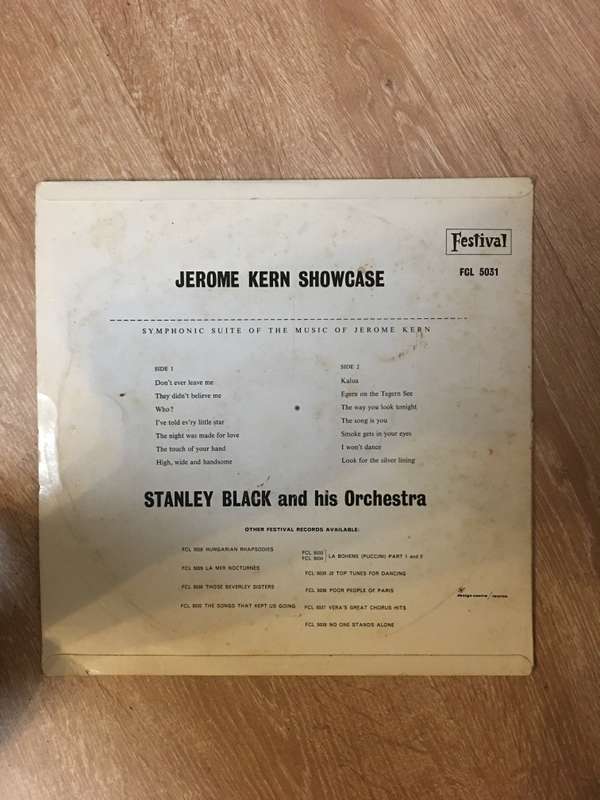 Festival
FCL 5031
JEROME KERN SHOWCASE
SYMPHONIC SUITE OF THE MUSIC OF JEROME KERN
SIDE 1
Don't ever leave me
They didn't believe me
Who?
I've told ev'ry little star
The night was made for love
The touch of your hand
High, wide and handsome
SIDE 2
Kalua
Egern on the Tegern See
The way you look tonight
The song is you
Smoke gets in your eyes
I won't dance
Look for the silver lining
STANLEY BLACK and his Orchestra
OTHER FESTIVAL RECORDS AVAILABLE:
HUNGARIAN RHAPSODIES
LA MER NOCTURNES
THOSE BEVERLEY SISTERS
THE SONGS THAT KEPT US GOING
LA BOHEME (PUCCINI) PART 1 and 2
22 TOP TUNES FOR DANCING
POOR PEOPLE OF PARIS
FCL 5037 VERA'S GREAT CHORUS HITS
NO ONE STANDS ALONE